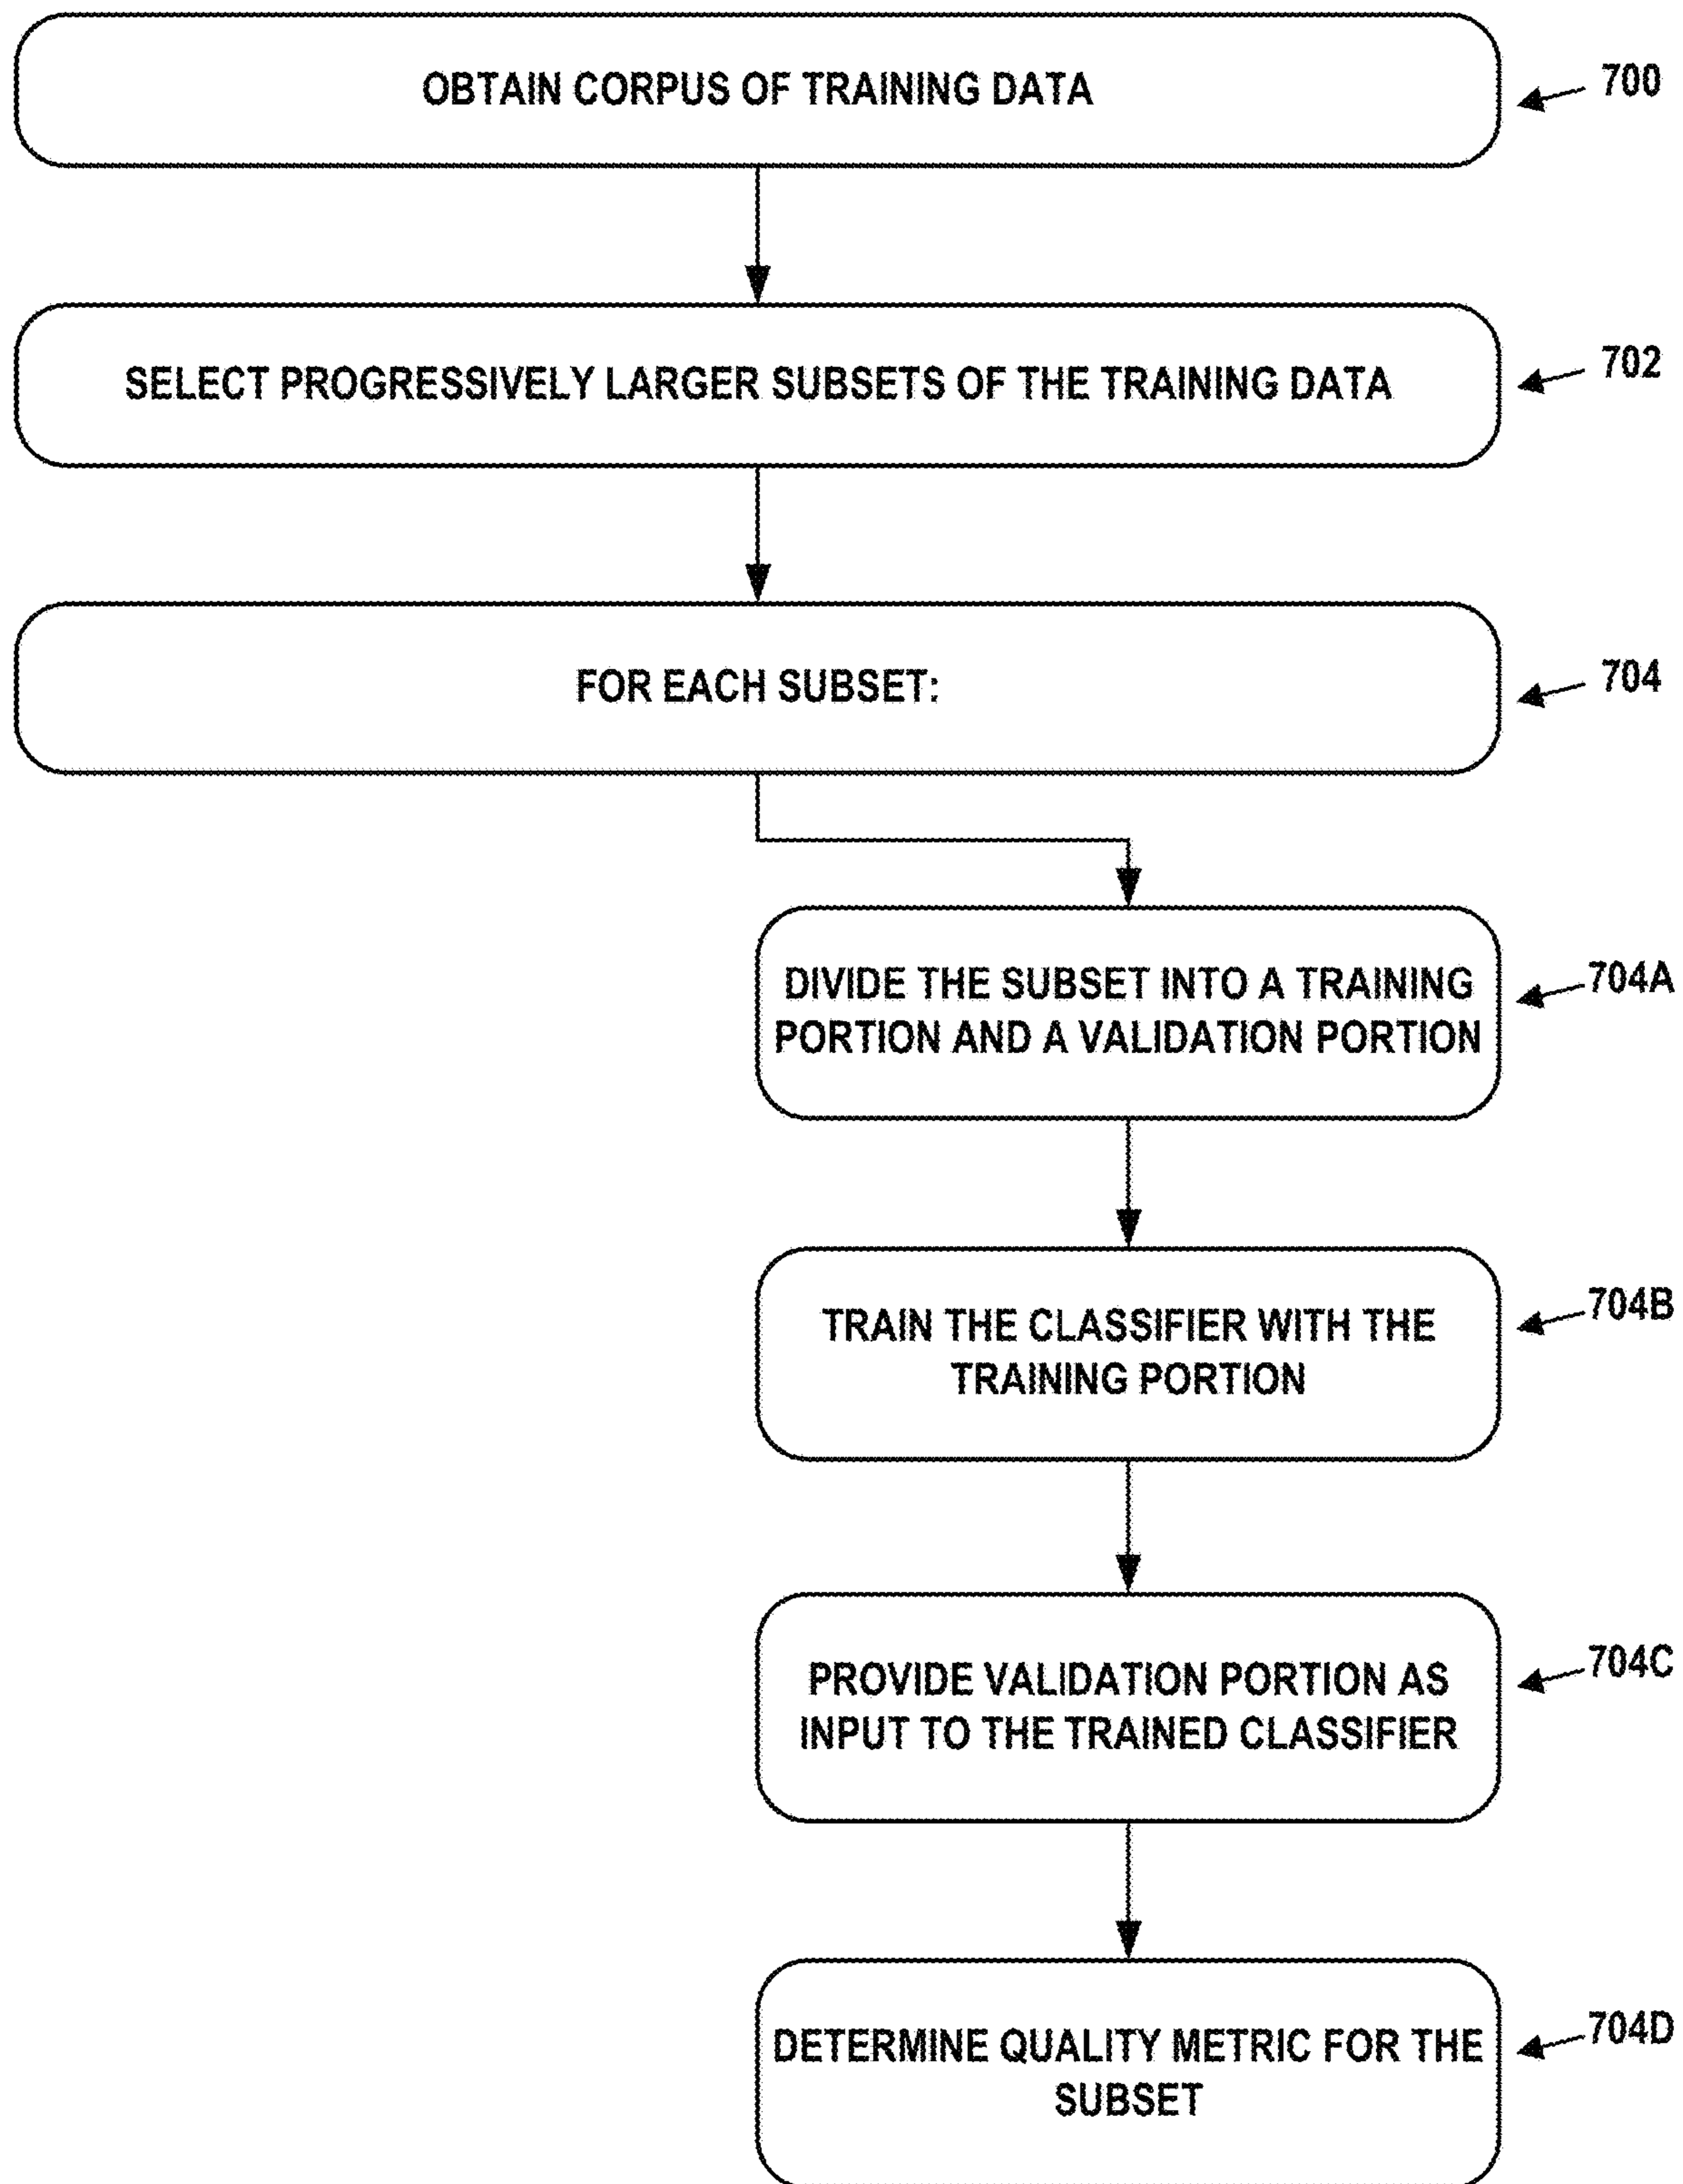 OBTAIN CORPUS OF TRAINING DATA
700
SELECT PROGRESSIVELY LARGER SUBSETS OF THE TRAINING DATA
702
FOR EACH SUBSET:
704
DIVIDE THE SUBSET INTO A TRAINING
PORTION AND A VALIDATION PORTION
704A
TRAIN THE CLASSIFIER WITH THE
TRAINING PORTION
704B
PROVIDE VALIDATION PORTION AS
INPUT TO THE TRAINED CLASSIFIER
704C
DETERMINE QUALITY METRIC FOR THE
SUBSET
704D